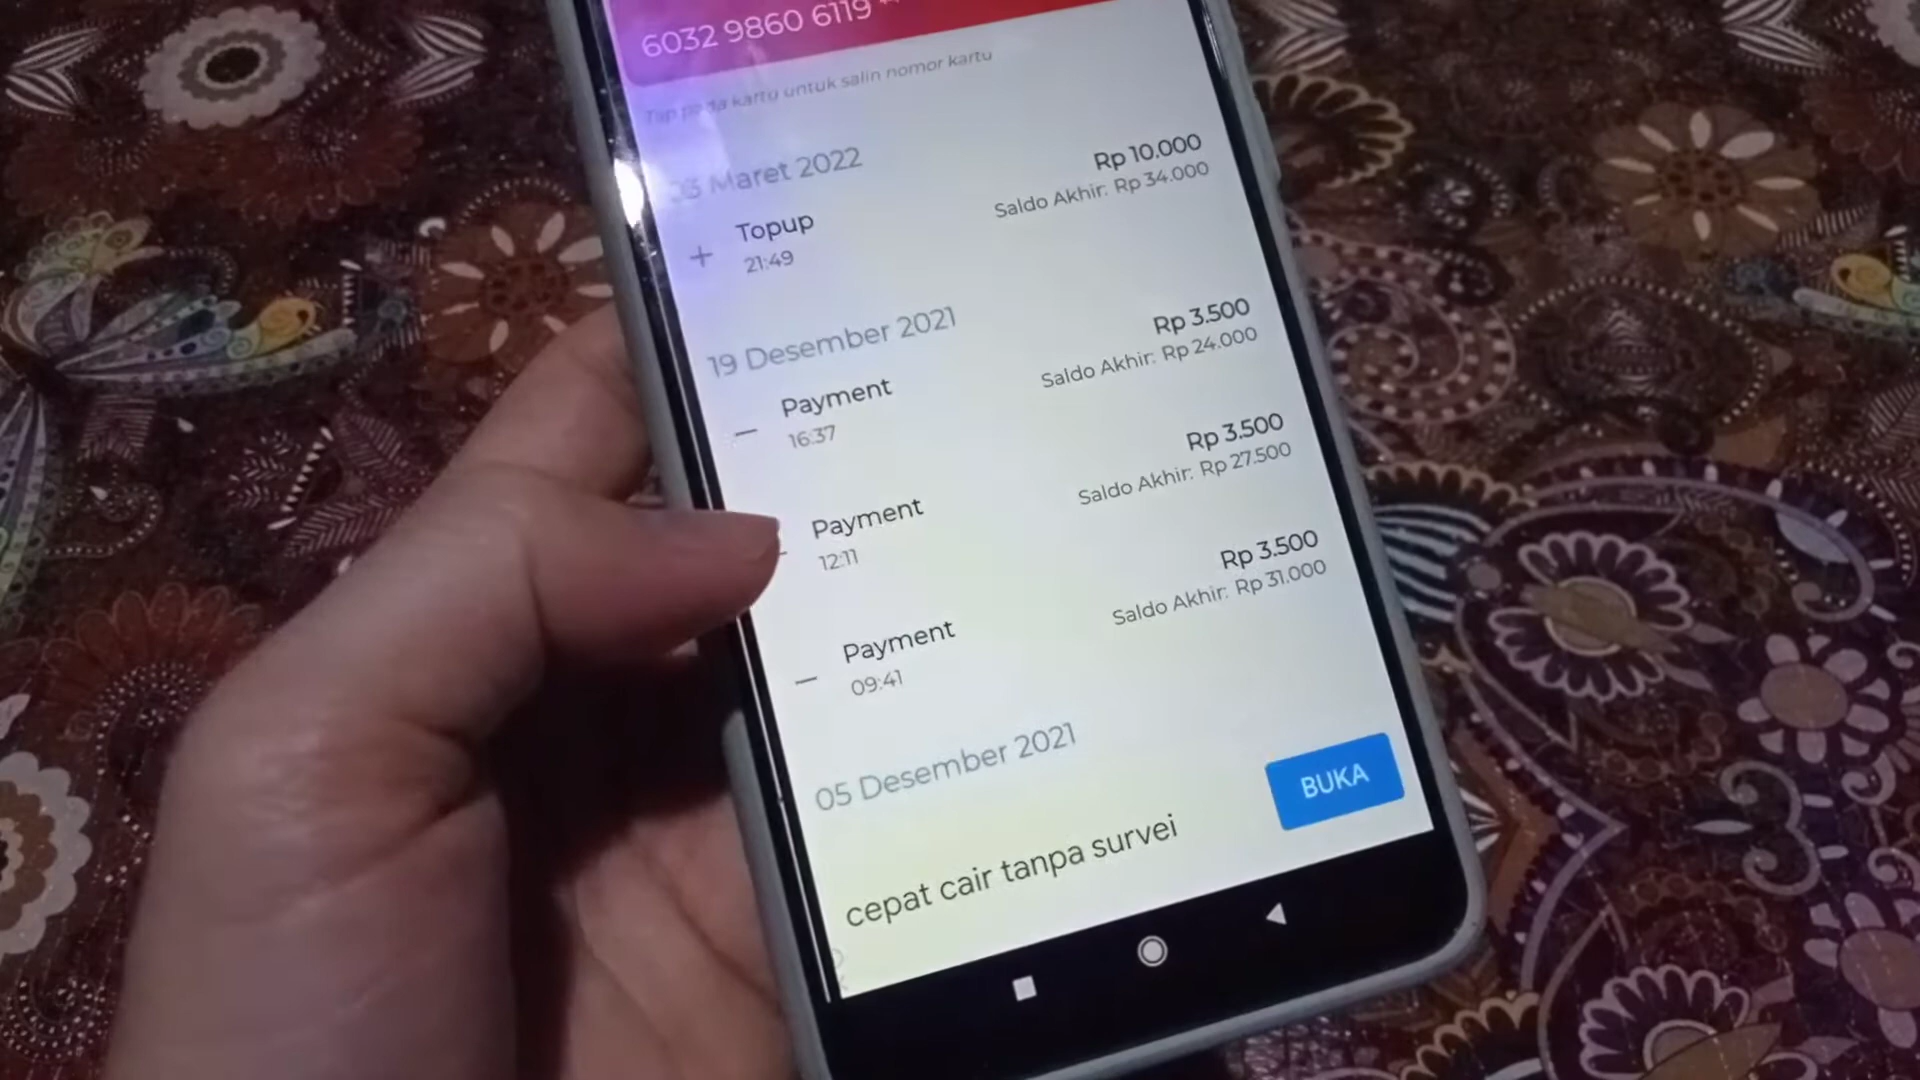 6032 9860 6119
Tap pada kartu untuk salin nomor kartu
Maret 2022
Topup
21:49
Rp 10.000
Saldo Akhir: Rp 34.000
19 Desember 2021
Payment
16:37
Rp 3.500
Saldo Akhir: Rp 24.000
Payment
12:11
Rp 3.500
Saldo Akhir: Rp 27.500
Payment
09:41
Rp 3.500
Saldo Akhir: Rp 31.000
05 Desember 2021
cepat cair tanpa survei
BUKA